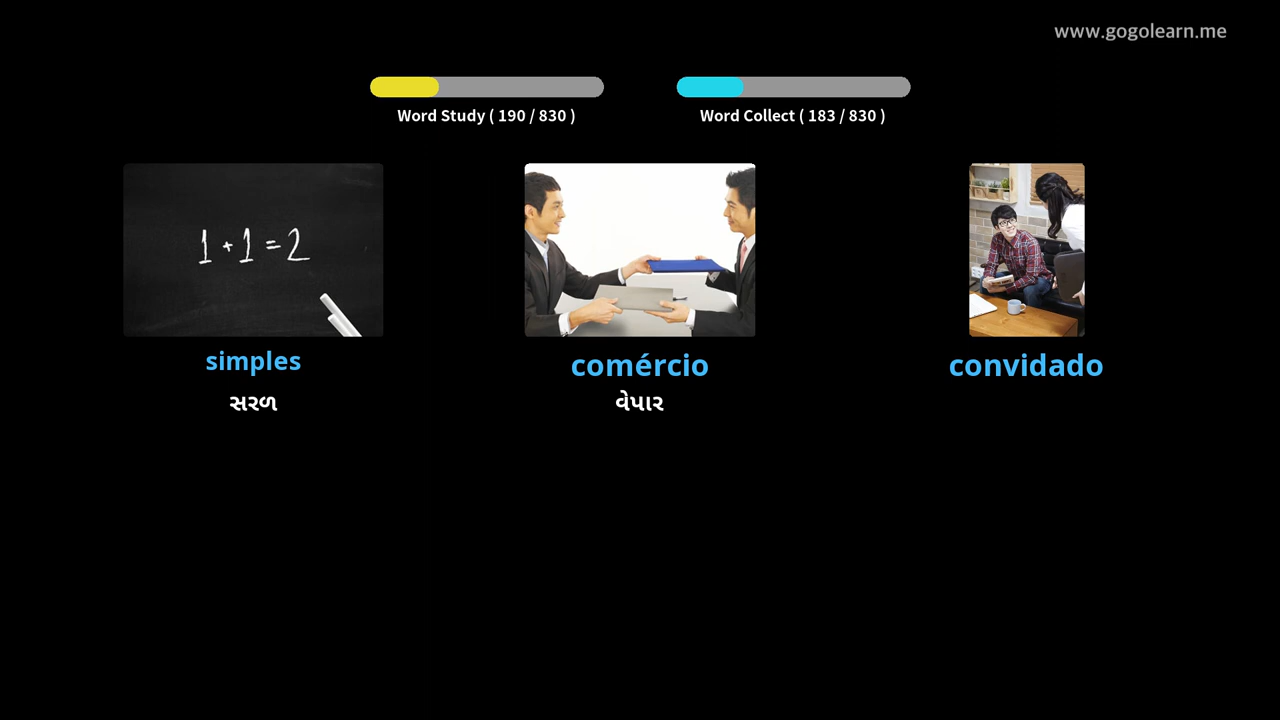 www.gogolearn.me
Word Study ( 190 / 830 )
Word Collect ( 183 / 830 )
1 + 1 = 2
simples
comércio
convidado
સરળ
વેપાર